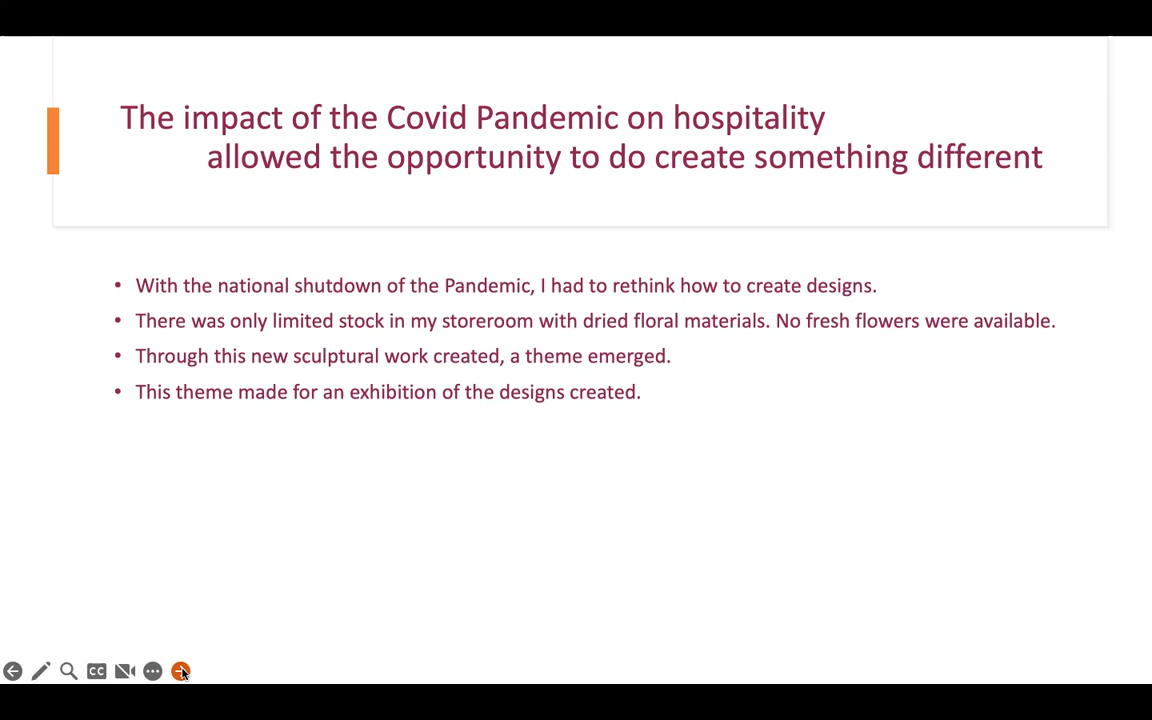 The impact of the Covid Pandemic on hospitality
allowed the opportunity to do create something different
• With the national shutdown of the Pandemic, I had to rethink how to create designs.
• There was only limited stock in my storeroom with dried floral materials. No fresh flowers were available.
• Through this new sculptural work created, a theme emerged.
• This theme made for an exhibition of the designs created.
CC